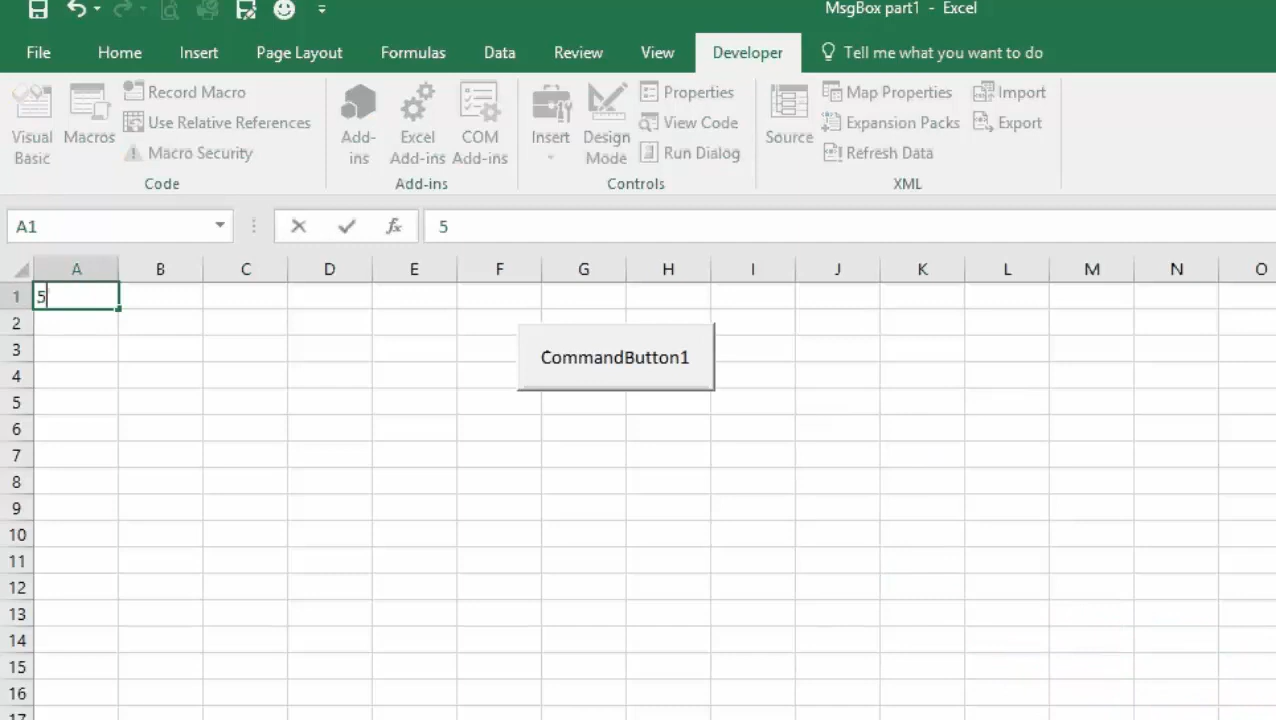 MsgBox part1 - Excel
File Home Insert Page Layout Formulas Data Review View Developer Tell me what you want to do
Visual Basic
Macros
Record Macro
Use Relative References
Macro Security
Code
Add-ins
Excel Add-ins
COM Add-ins
Add-ins
Insert
Design Mode
Properties
View Code
Run Dialog
Controls
Source
Map Properties
Expansion Packs
Refresh Data
Import
Export
XML
A1 fx 5
A B C D E F G H I J K L M N O
1 5
2
3
CommandButton1
4
5
6
7
8
9
10
11
12
13
14
15
16
17